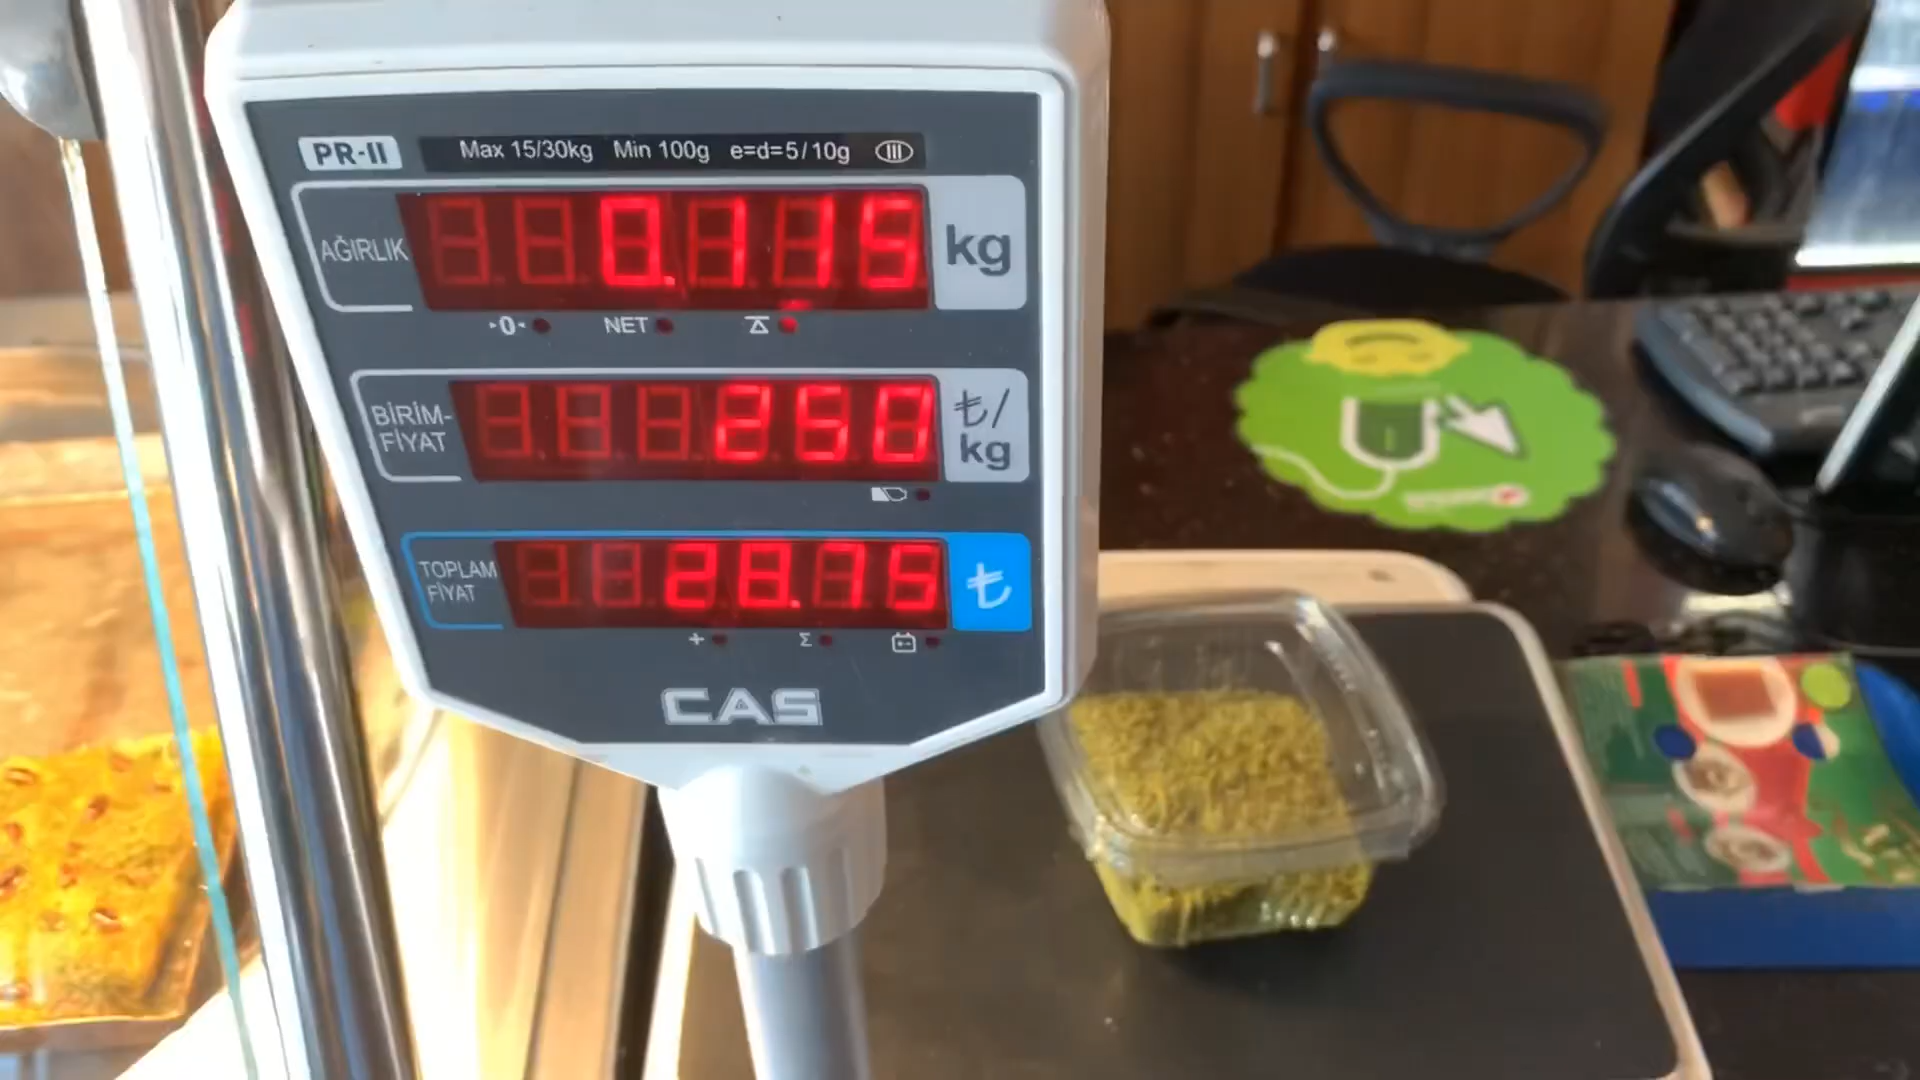 PR-II
Max 15/30kg Min 100g e=d=5/10g III
AĞIRLIK 0.115 kg
►0◄ NET
BİRİM-
FİYAT 250 ₺/
kg
TOPLAM
FİYAT 28.75 ₺
+ Σ
CAS